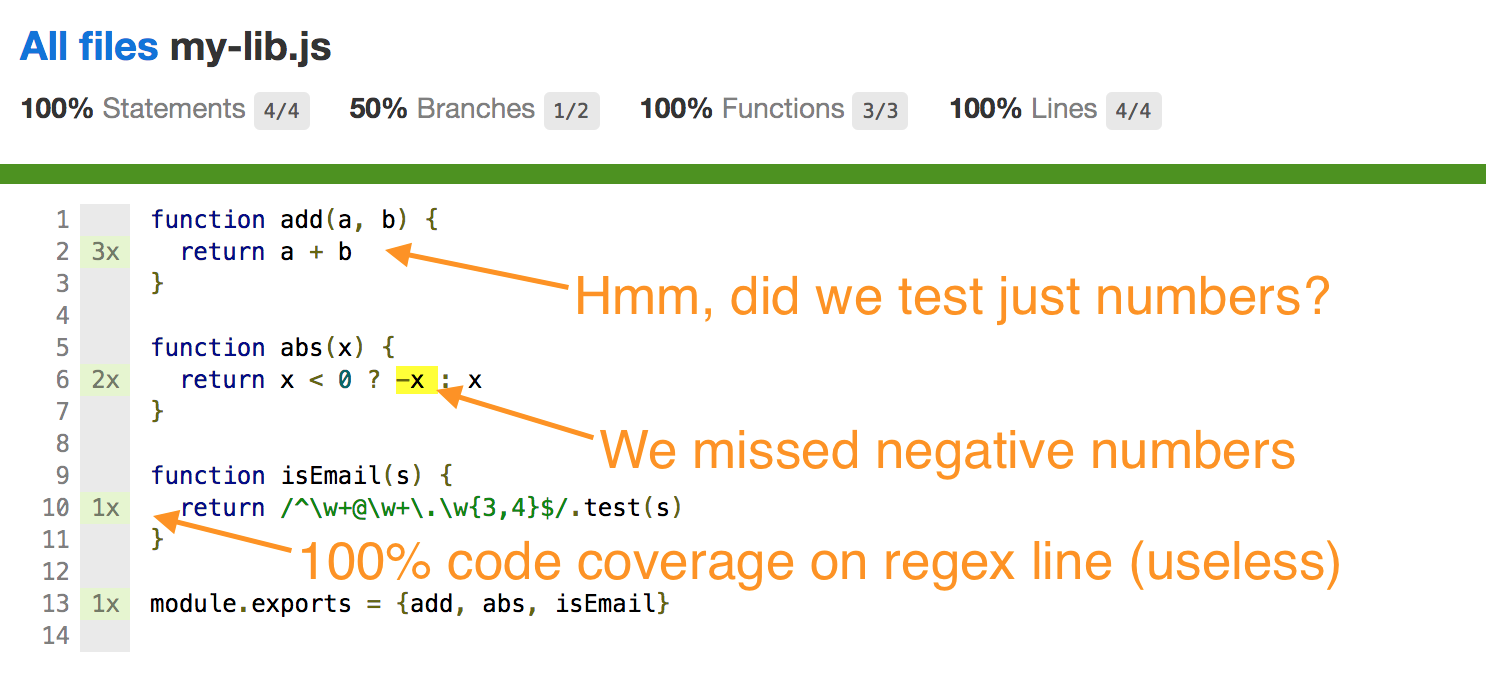 All files my-lib.js
100% Statements 4/4 50% Branches 1/2 100% Functions 3/3 100% Lines 4/4
1 function add(a, b) {
2 3x return a + b
3 }
Hmm, did we test just numbers?
4
5 function abs(x) {
6 2x return x < 0 ? -x : x
7 }
We missed negative numbers
8
9 function isEmail(s) {
10 1x return /^\w+@\w+\.\w{3,4}$/.test(s)
11 }
100% code coverage on regex line (useless)
12
13 1x module.exports = {add, abs, isEmail}
14